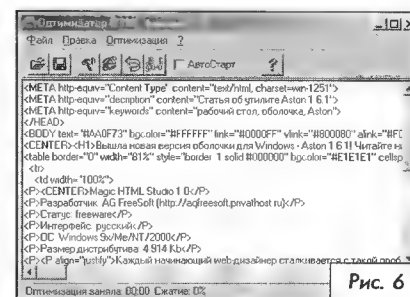 Оптимизатор
Файл Правка Оптимизация ?
АвтоСтарт
<META http-equiv="Content Type" content="text/html, charset=win-1251">
<META http-equiv="decription" content="Статья об утилите Aston 1 6.1">
<META http-equiv="keywords" content="рабочий стол, оболочка, Aston">
</HEAD>
<BODY text="#AA0F73" bgcolor="#FFFFFF" link="#0000FF" vlink="#800080" alink="#FC
<CENTER><H1>Вышла новая версия оболочки для Windows - Aston 1 6 1! Читайте на
<table border="0" width="81%" style="border 1 solid #000000" bgcolor="#E1E1E1" cellsp
<tr>
<td width="100%">
<P><CENTER>Magic HTML Studio 1 0</P>
<P>Разработчик AG FreeSoft (http://agfreesoft.pnvalhost ru)</P>
<P>Статус freeware</P>
<P>Интерфейс русский</P>
<P>ОС Windows 9x/Me/NT/2000</P>
<P>Размер дистрибутива 4 914 Kb</P>
<P><P align="justify">Каждый начинающий web-дизайнер сталкивается с такой проб
Оптимизация заняла: 00:00 Сжатие: 0%
Рис. 6